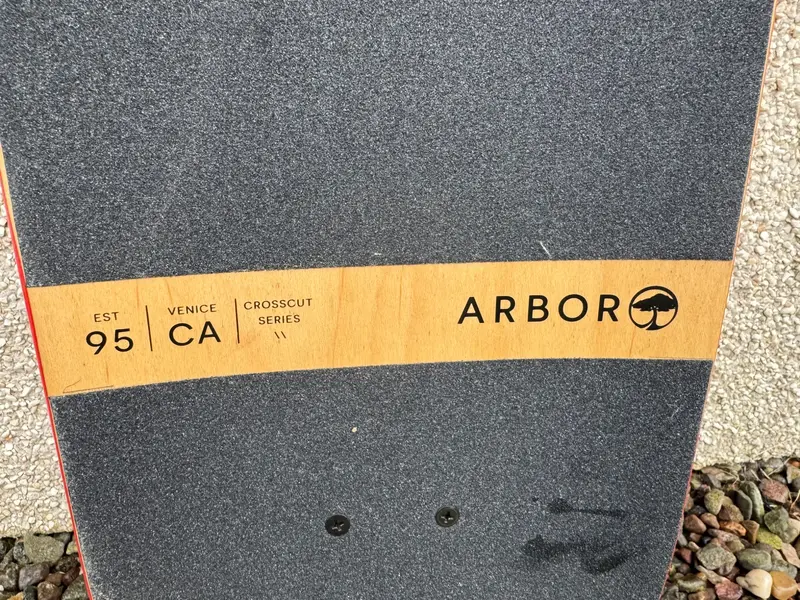 EST
95
VENICE
CA
CROSSCUT
SERIES
\\
ARBOR